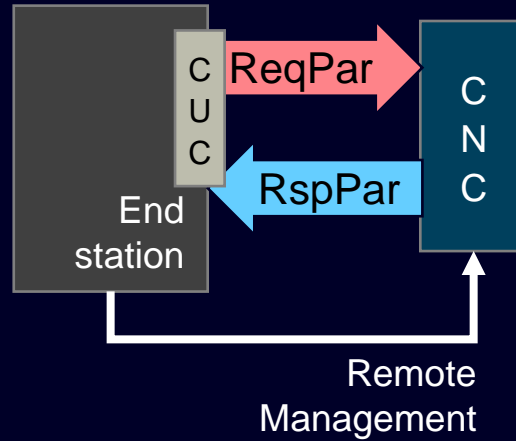 C
U
C
ReqPar
RspPar
C
N
C
End
station
Remote
Management